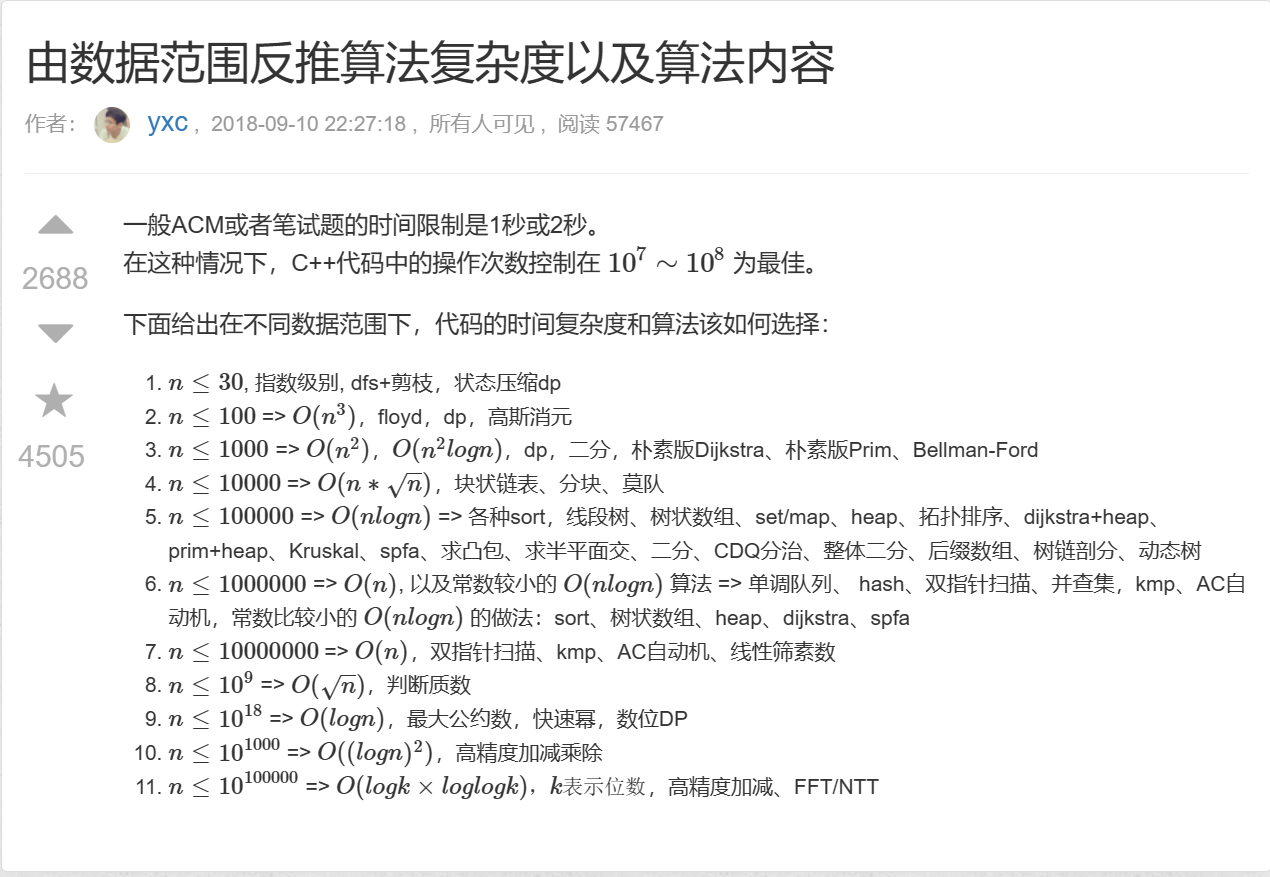 由数据范围反推算法复杂度以及算法内容
作者： yxc ,  2018-09-10 22:27:18 ,  所有人可见 ,  阅读 57467
2688
4505
一般ACM或者笔试题的时间限制是1秒或2秒。
在这种情况下，C++代码中的操作次数控制在 10^7 ∼ 10^8 为最佳。
下面给出在不同数据范围下，代码的时间复杂度和算法该如何选择：
1. n ≤ 30, 指数级别, dfs+剪枝，状态压缩dp
2. n ≤ 100 => O(n^3)，floyd，dp，高斯消元
3. n ≤ 1000 => O(n^2)，O(n^2logn)，dp，二分，朴素版Dijkstra、朴素版Prim、Bellman-Ford
4. n ≤ 10000 => O(n ∗ √n)，块状链表、分块、莫队
5. n ≤ 100000 => O(nlogn) => 各种sort，线段树、树状数组、set/map、heap、拓扑排序、dijkstra+heap、
prim+heap、Kruskal、spfa、求凸包、求半平面交、二分、CDQ分治、整体二分、后缀数组、树链剖分、动态树
6. n ≤ 1000000 => O(n), 以及常数较小的 O(nlogn) 算法 => 单调队列、 hash、双指针扫描、并查集，kmp、AC自
动机，常数比较小的 O(nlogn) 的做法：sort、树状数组、heap、dijkstra、spfa
7. n ≤ 10000000 => O(n)，双指针扫描、kmp、AC自动机、线性筛素数
8. n ≤ 10^9 => O(√n)，判断质数
9. n ≤ 10^18 => O(logn)，最大公约数，快速幂，数位DP
10. n ≤ 10^1000 => O((logn)^2)，高精度加减乘除
11. n ≤ 10^100000 => O(logk × loglogk)，k表示位数，高精度加减、FFT/NTT